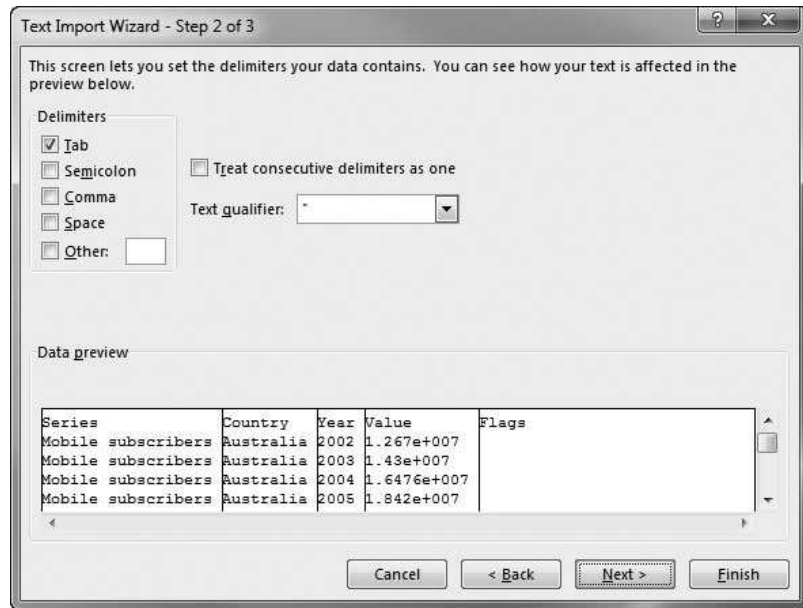 Text Import Wizard - Step 2 of 3
This screen lets you set the delimiters your data contains. You can see how your text is affected in the
preview below.
Delimiters
Tab
Semicolon
Comma
Space
Other:
Treat consecutive delimiters as one
Text qualifier: "
Data preview
Series Country Year Value Flags
Mobile subscribers Australia 2002 1.267e+007
Mobile subscribers Australia 2003 1.43e+007
Mobile subscribers Australia 2004 1.6476e+007
Mobile subscribers Australia 2005 1.842e+007
Cancel < Back Next > Finish